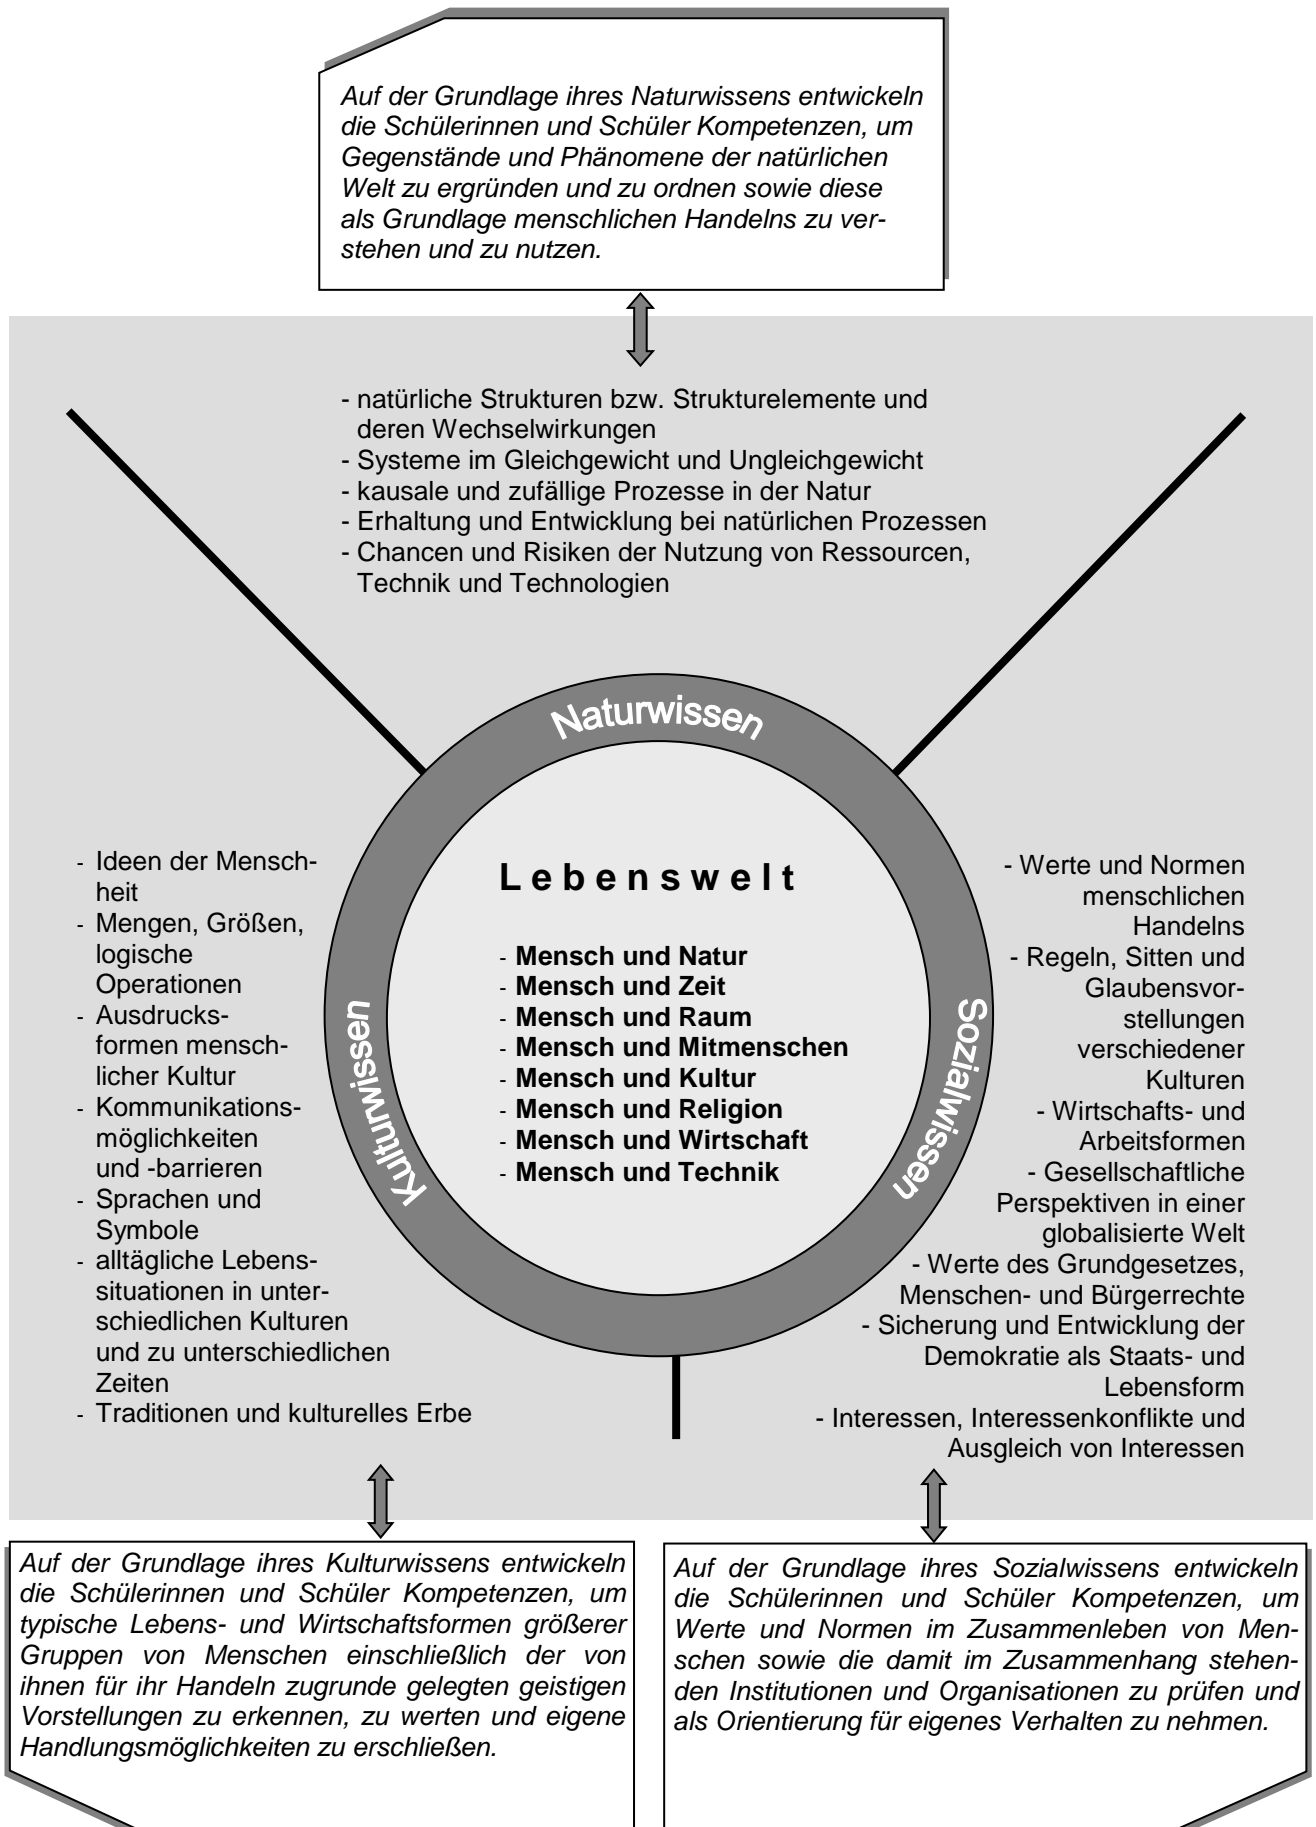 Auf der Grundlage ihres Naturwissens entwickeln
die Schülerinnen und Schüler Kompetenzen, um
Gegenstände und Phänomene der natürlichen
Welt zu ergründen und zu ordnen sowie diese
als Grundlage menschlichen Handelns zu ver-
stehen und zu nutzen.
- natürliche Strukturen bzw. Strukturelemente und
deren Wechselwirkungen
- Systeme im Gleichgewicht und Ungleichgewicht
- kausale und zufällige Prozesse in der Natur
- Erhaltung und Entwicklung bei natürlichen Prozessen
- Chancen und Risiken der Nutzung von Ressourcen,
Technik und Technologien
Naturwissen
- Ideen der Mensch-
heit
- Mengen, Größen,
logische
Operationen
- Ausdrucks-
formen mensch-
licher Kultur
- Kommunikations-
möglichkeiten
und -barrieren
- Sprachen und
Symbole
- alltägliche Lebens-
situationen in unter-
schiedlichen Kulturen
und zu unterschiedlichen
Zeiten
- Traditionen und kulturelles Erbe
Kulturwissen
Lebenswelt
- Mensch und Natur
- Mensch und Zeit
- Mensch und Raum
- Mensch und Mitmenschen
- Mensch und Kultur
- Mensch und Religion
- Mensch und Wirtschaft
- Mensch und Technik
Sozialwissen
- Werte und Normen
menschlichen
Handelns
- Regeln, Sitten und
Glaubensvor-
stellungen
verschiedener
Kulturen
- Wirtschafts- und
Arbeitsformen
- Gesellschaftliche
Perspektiven in einer
globalisierte Welt
- Werte des Grundgesetzes,
Menschen- und Bürgerrechte
- Sicherung und Entwicklung der
Demokratie als Staats- und
Lebensform
- Interessen, Interessenkonflikte und
Ausgleich von Interessen
Auf der Grundlage ihres Kulturwissens entwickeln
die Schülerinnen und Schüler Kompetenzen, um
typische Lebens- und Wirtschaftsformen größerer
Gruppen von Menschen einschließlich der von
ihnen für ihr Handeln zugrunde gelegten geistigen
Vorstellungen zu erkennen, zu werten und eigene
Handlungsmöglichkeiten zu erschließen.
Auf der Grundlage ihres Sozialwissens entwickeln
die Schülerinnen und Schüler Kompetenzen, um
Werte und Normen im Zusammenleben von Men-
schen sowie die damit im Zusammenhang stehen-
den Institutionen und Organisationen zu prüfen und
als Orientierung für eigenes Verhalten zu nehmen.